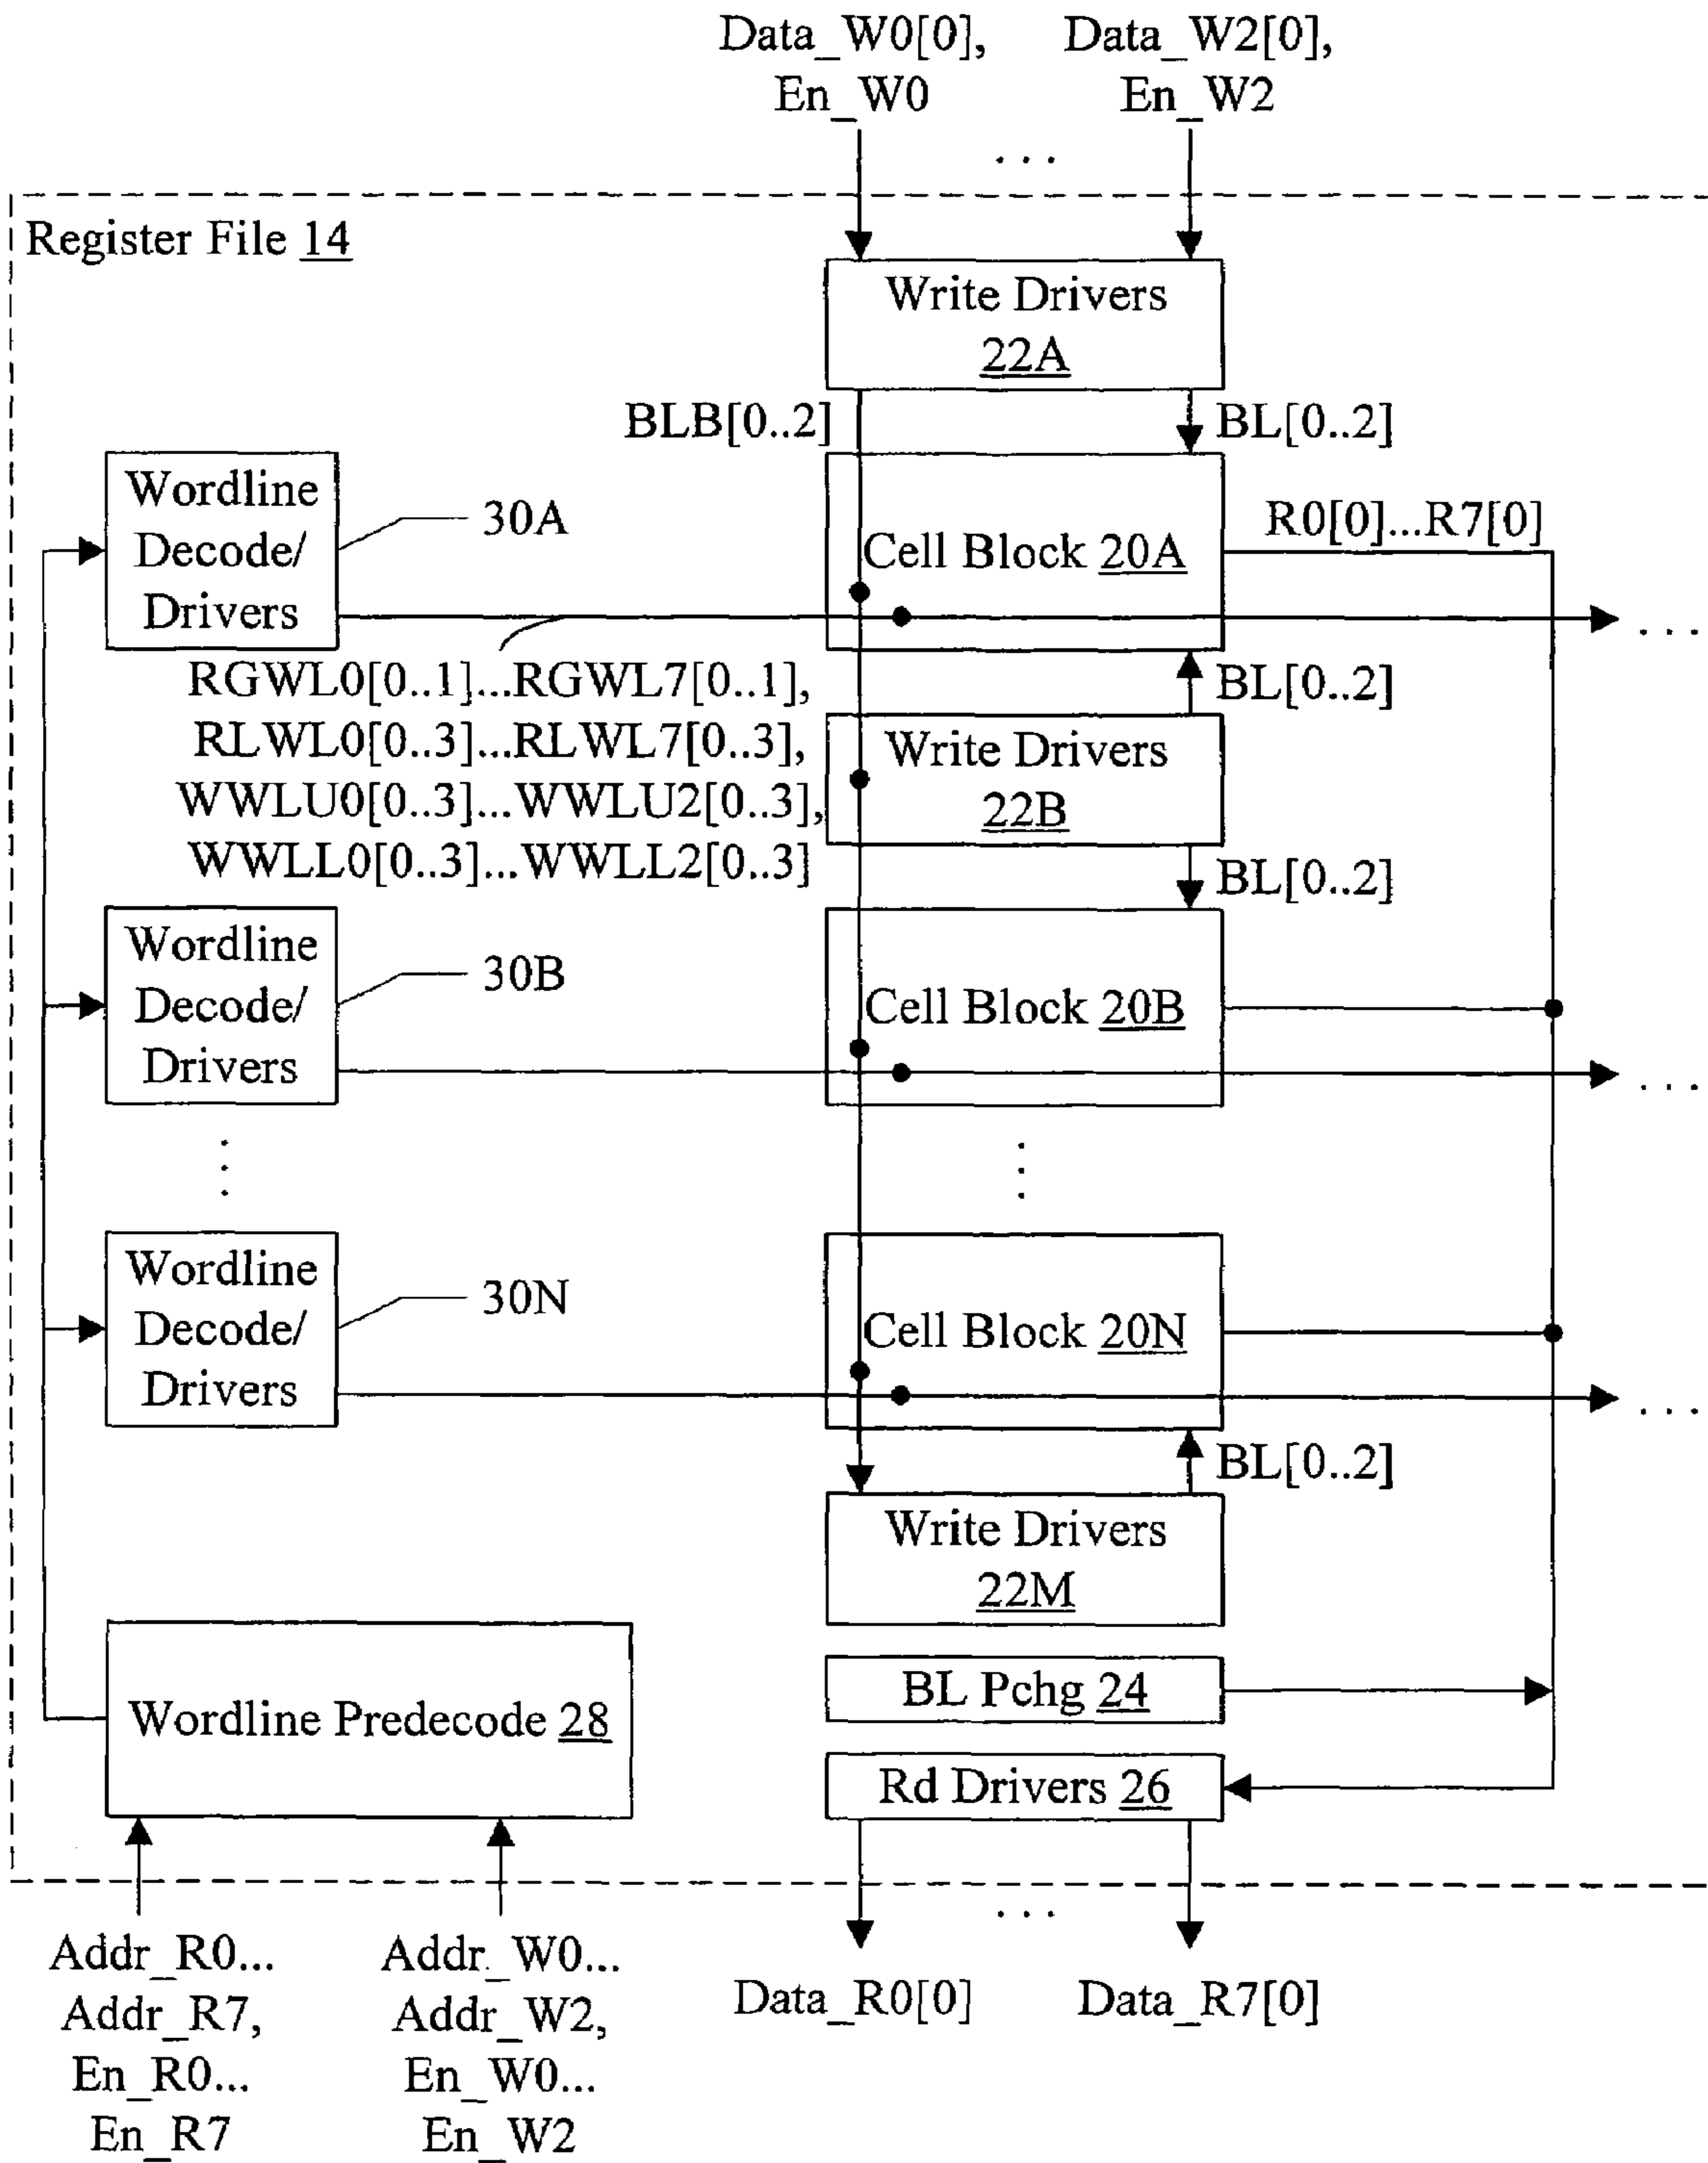 Data_W0[0],
En_W0
Data_W2[0],
En_W2
. . .
Register File 14
Write Drivers
22A
BLB[0..2]
BL[0..2]
Wordline
Decode/
Drivers
30A
Cell Block 20A
R0[0]...R7[0]
. . .
RGWL0[0..1]...RGWL7[0..1],
RLWL0[0..3]...RLWL7[0..3],
WWLU0[0..3]...WWLU2[0..3],
WWLL0[0..3]...WWLL2[0..3]
BL[0..2]
Write Drivers
22B
BL[0..2]
Wordline
Decode/
Drivers
30B
Cell Block 20B
. . .
. . .
. . .
Wordline
Decode/
Drivers
30N
Cell Block 20N
. . .
BL[0..2]
Write Drivers
22M
Wordline Predecode 28
BL Pchg 24
Rd Drivers 26
Addr_R0...
Addr_R7,
En_R0...
En_R7
Addr_W0...
Addr_W2,
En_W0...
En_W2
. . .
Data_R0[0]
Data_R7[0]